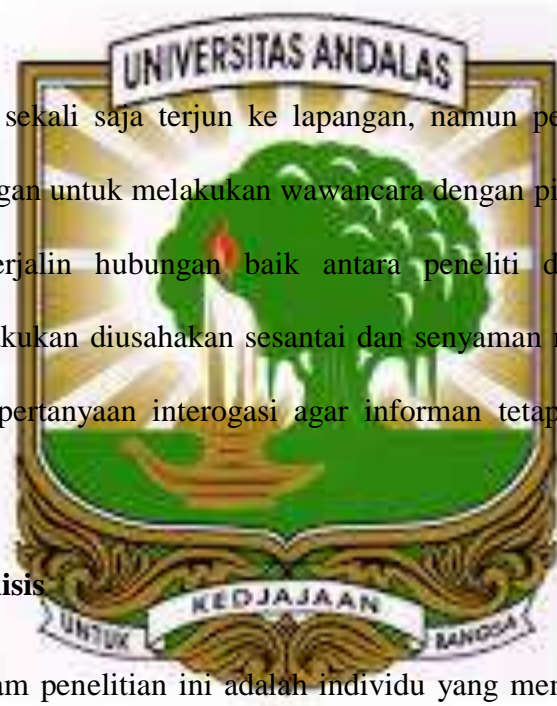 UNIVERSITAS ANDALAS
sekali saja terjun ke lapangan, namun pe
gan untuk melakukan wawancara dengan pi
erjalin hubungan baik antara peneliti d
kukan diusahakan sesantai dan senyaman
pertanyaan interogasi agar informan tetap
isis
UNTUK KEDJAJAAN BANGSA
am penelitian ini adalah individu yang mer